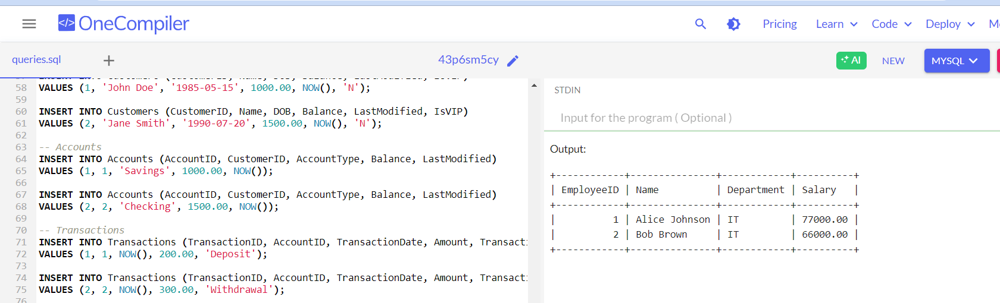 </> OneCompiler
Pricing Learn Code Deploy
queries.sql + 43p6sm5cy
AI NEW MYSQL
58 VALUES (1, 'John Doe', '1985-05-15', 1000.00, NOW(), 'N');
59
60 INSERT INTO Customers (CustomerID, Name, DOB, Balance, LastModified, IsVIP)
61 VALUES (2, 'Jane Smith', '1990-07-20', 1500.00, NOW(), 'N');
62
63 -- Accounts
64 INSERT INTO Accounts (AccountID, CustomerID, AccountType, Balance, LastModified)
65 VALUES (1, 1, 'Savings', 1000.00, NOW());
66
67 INSERT INTO Accounts (AccountID, CustomerID, AccountType, Balance, LastModified)
68 VALUES (2, 2, 'Checking', 1500.00, NOW());
69
70 -- Transactions
71 INSERT INTO Transactions (TransactionID, AccountID, TransactionDate, Amount, Transacti
72 VALUES (1, 1, NOW(), 200.00, 'Deposit');
73
74 INSERT INTO Transactions (TransactionID, AccountID, TransactionDate, Amount, Transacti
75 VALUES (2, 2, NOW(), 300.00, 'Withdrawal');
76
STDIN
Input for the program ( Optional )
Output:
+------------+---------------+------------+----------+
| EmployeeID | Name          | Department | Salary   |
+------------+---------------+------------+----------+
|          1 | Alice Johnson | IT         | 77000.00 |
|          2 | Bob Brown     | IT         | 66000.00 |
+------------+---------------+------------+----------+